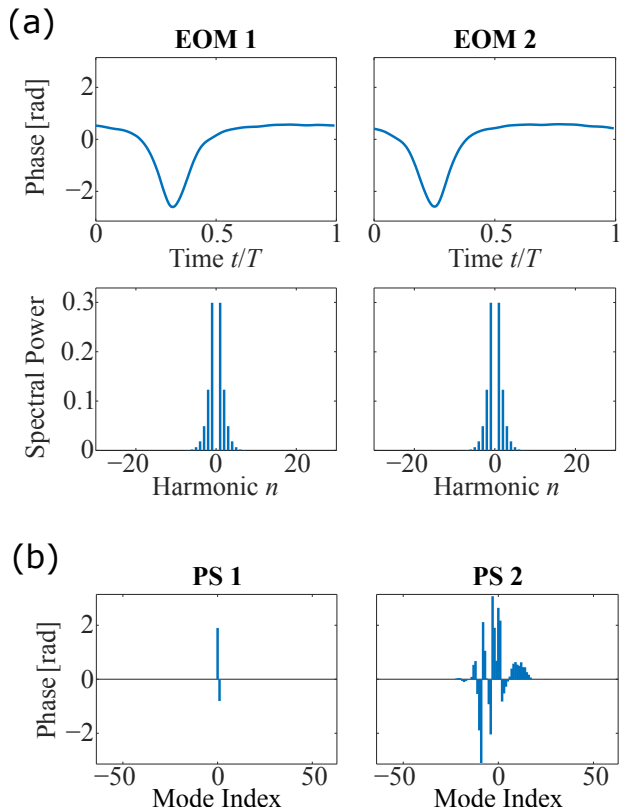 (a)
EOM 1
EOM 2
Phase [rad]
2
0
−2
0
0.5
1
0
0.5
1
Time t/T
Time t/T
Spectral Power
0.3
0.2
0.1
0
−20
0
20
−20
0
20
Harmonic n
Harmonic n
(b)
PS 1
PS 2
Phase [rad]
2
0
−2
−50
0
50
−50
0
50
Mode Index
Mode Index